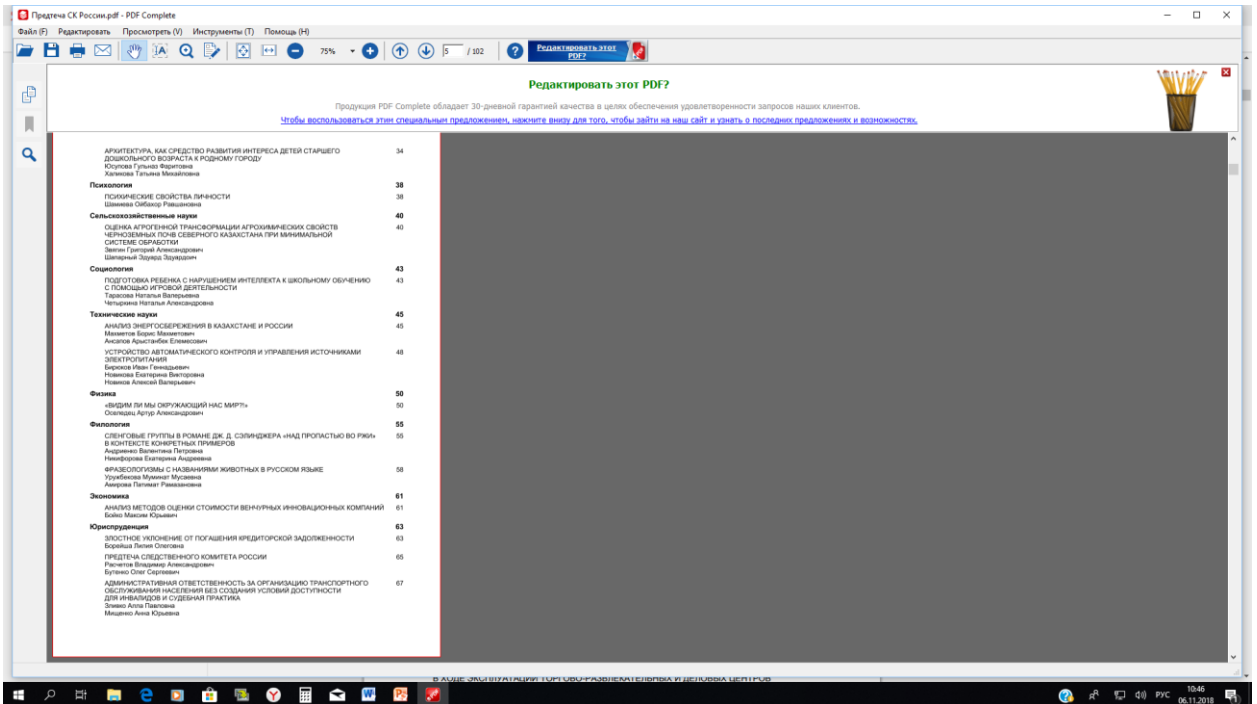 Предтеча СК России.pdf - PDF Complete
Файл (F) Редактировать Просмотреть (V) Инструменты (T) Помощь (H)
75% 5 / 102 ? Редактировать этот PDF?
Редактировать этот PDF?
Продукция PDF Complete обладает 30-дневной гарантией качества в целях обеспечения удовлетворенности запросов наших клиентов.
Чтобы воспользоваться этим специальным предложением, нажмите внизу для того, чтобы зайти на наш сайт и узнать о последних предложениях и возможностях.
АРХИТЕКТУРА, КАК СРЕДСТВО РАЗВИТИЯ ИНТЕРЕСА ДЕТЕЙ СТАРШЕГО 34
ДОШКОЛЬНОГО ВОЗРАСТА К РОДНОМУ ГОРОДУ
Юсупова Гульназ Фаритовна
Халикова Татьяна Михайловна
Психология 38
ПСИХИЧЕСКИЕ СВОЙСТВА ЛИЧНОСТИ 38
Шамиева Ойбахор Равшановна
Сельскохозяйственные науки 40
ОЦЕНКА АГРОГЕННОЙ ТРАНСФОРМАЦИИ АГРОХИМИЧЕСКИХ СВОЙСТВ 40
ЧЕРНОЗЕМНЫХ ПОЧВ СЕВЕРНОГО КАЗАХСТАНА ПРИ МИНИМАЛЬНОЙ
СИСТЕМЕ ОБРАБОТКИ
Звягин Григорий Александрович
Шапарный Эдуард Эдуардоич
Социология 43
ПОДГОТОВКА РЕБЕНКА С НАРУШЕНИЕМ ИНТЕЛЛЕКТА К ШКОЛЬНОМУ ОБУЧЕНИЮ 43
С ПОМОЩЬЮ ИГРОВОЙ ДЕЯТЕЛЬНОСТИ
Тарасова Наталья Валерьевна
Четыркина Наталья Александровна
Технические науки 45
АНАЛИЗ ЭНЕРГОСБЕРЕЖЕНИЯ В КАЗАХСТАНЕ И РОССИИ 45
Махметов Борис Махметович
Ансапов Арыстанбек Елемесович
УСТРОЙСТВО АВТОМАТИЧЕСКОГО КОНТРОЛЯ И УПРАВЛЕНИЯ ИСТОЧНИКАМИ 48
ЭЛЕКТРОПИТАНИЯ
Бирюков Иван Геннадьевич
Новикова Екатерина Викторовна
Новиков Алексей Валерьевич
Физика 50
«ВИДИМ ЛИ МЫ ОКРУЖАЮЩИЙ НАС МИР?!» 50
Оселедец Артур Александрович
Филология 55
СЛЕНГОВЫЕ ГРУППЫ В РОМАНЕ ДЖ. Д. СЭЛИНДЖЕРА «НАД ПРОПАСТЬЮ ВО РЖИ» 55
В КОНТЕКСТЕ КОНКРЕТНЫХ ПРИМЕРОВ
Андриенко Валентина Петровна
Никифорова Екатерина Андреевна
ФРАЗЕОЛОГИЗМЫ С НАЗВАНИЯМИ ЖИВОТНЫХ В РУССКОМ ЯЗЫКЕ 58
Уружбекова Муминат Мусаевна
Амирова Патимат Рамазановна
Экономика 61
АНАЛИЗ МЕТОДОВ ОЦЕНКИ СТОИМОСТИ ВЕНЧУРНЫХ ИННОВАЦИОННЫХ КОМПАНИЙ 61
Бойко Максим Юрьевич
Юриспруденция 63
ЗЛОСТНОЕ УКЛОНЕНИЕ ОТ ПОГАШЕНИЯ КРЕДИТОРСКОЙ ЗАДОЛЖЕННОСТИ 63
Борейша Лилия Олеговна
ПРЕДТЕЧА СЛЕДСТВЕННОГО КОМИТЕТА РОССИИ 65
Расчетов Владимир Александрович
Бутенко Олег Сергеевич
АДМИНИСТРАТИВНАЯ ОТВЕТСТВЕННОСТЬ ЗА ОРГАНИЗАЦИЮ ТРАНСПОРТНОГО 67
ОБСЛУЖИВАНИЯ НАСЕЛЕНИЯ БЕЗ СОЗДАНИЯ УСЛОВИЙ ДОСТУПНОСТИ
ДЛЯ ИНВАЛИДОВ И СУДЕБНАЯ ПРАКТИКА
Зливко Алла Павловна
Мищенко Анна Юрьевна
В ХОДЕ ЭКСПЛУАТАЦИИ ТОРГОВО-РАЗВЛЕКАТЕЛЬНЫХ И ДЕЛОВЫХ ЦЕНТРОВ
РУС 10:46
06.11.2018